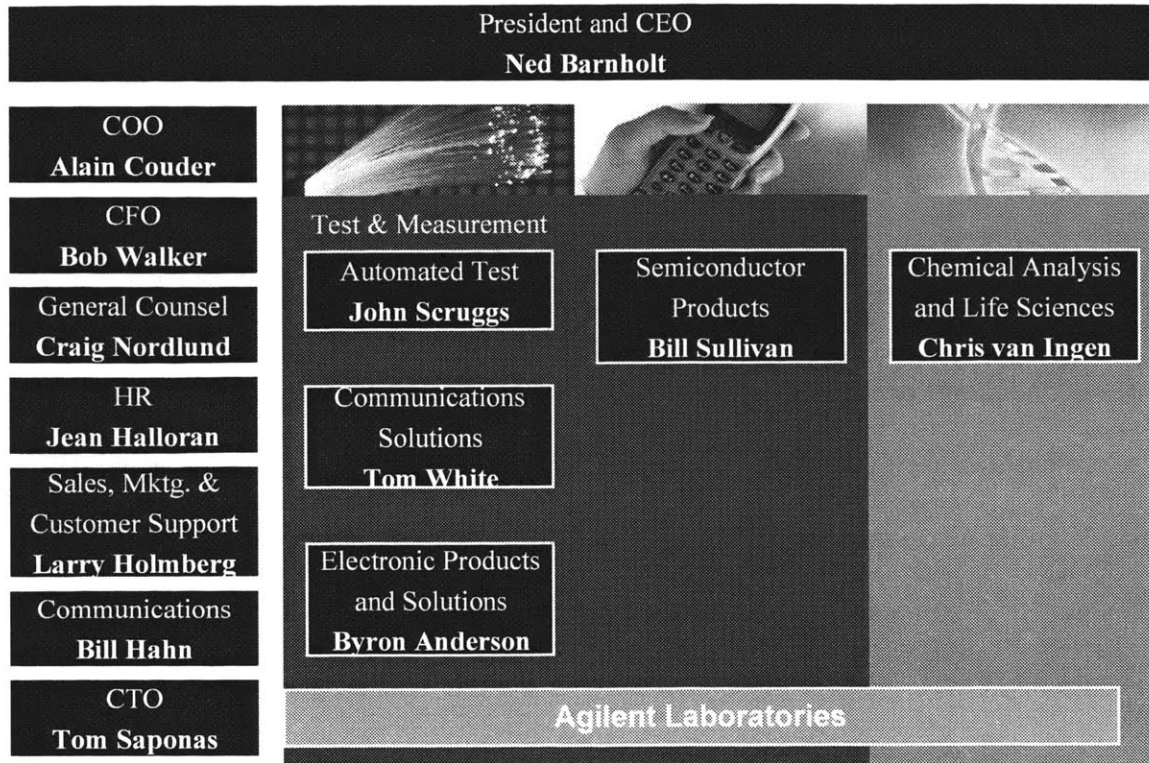 President and CEO
Ned Barnholt
COO
Alain Couder
CFO
Bob Walker
General Counsel
Craig Nordlund
HR
Jean Halloran
Sales, Mktg. &
Customer Support
Larry Holmberg
Communications
Bill Hahn
CTO
Tom Saponas
Test & Measurement
Automated Test
John Scruggs
Communications
Solutions
Tom White
Electronic Products
and Solutions
Byron Anderson
Semiconductor
Products
Bill Sullivan
Chemical Analysis
and Life Sciences
Chris van Ingen
Agilent Laboratories